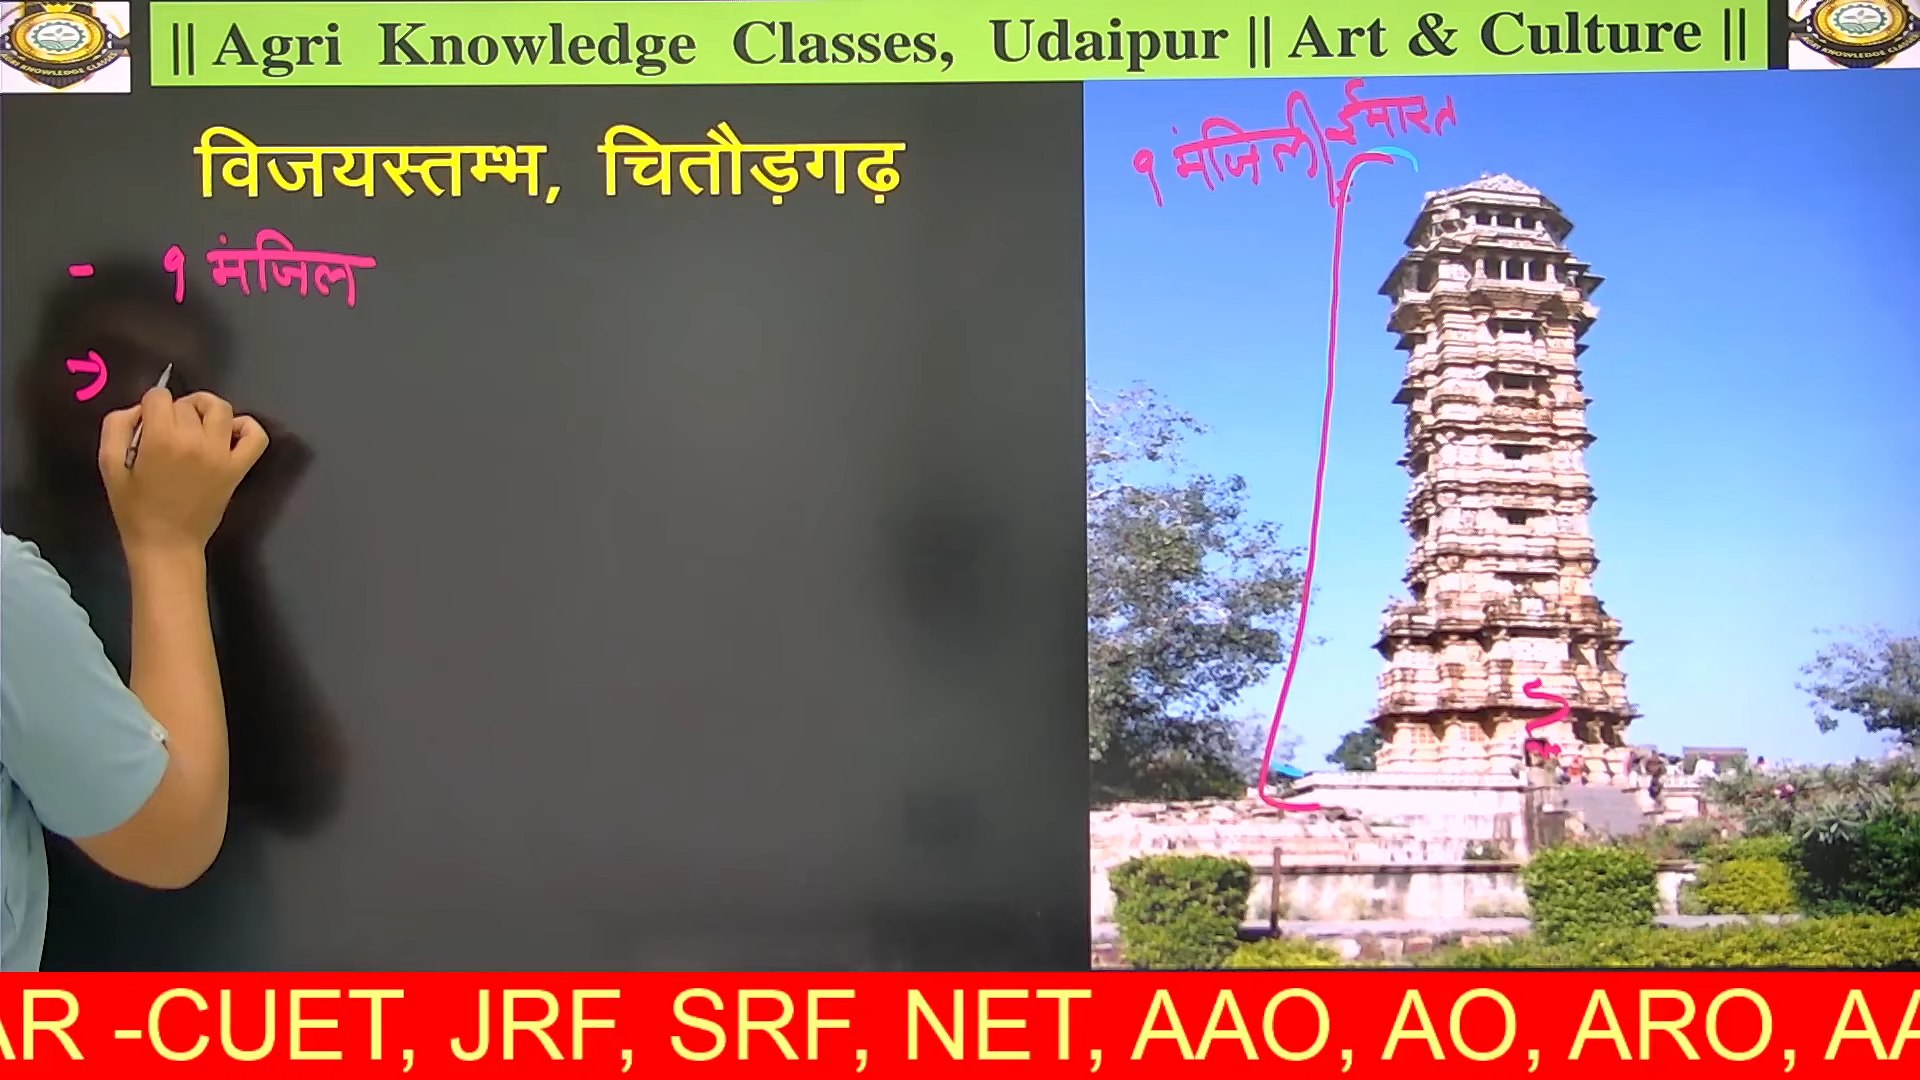 || Agri Knowledge Classes, Udaipur || Art & Culture ||
विजयस्तम्भ, चितौड़गढ़
- 9 मंजिल
9 मंजिली ईमारत
AR -CUET, JRF, SRF, NET, AAO, AO, ARO, AA